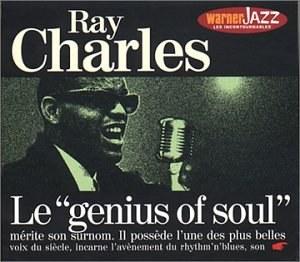 Ray
Charles
warner JAZZ
LES INCONTOURNABLES
Le "genius of soul"
mérite son surnom. Il possède l'une des plus belles
voix du siècle, incarne l'avènement du rhythm'n'blues, son